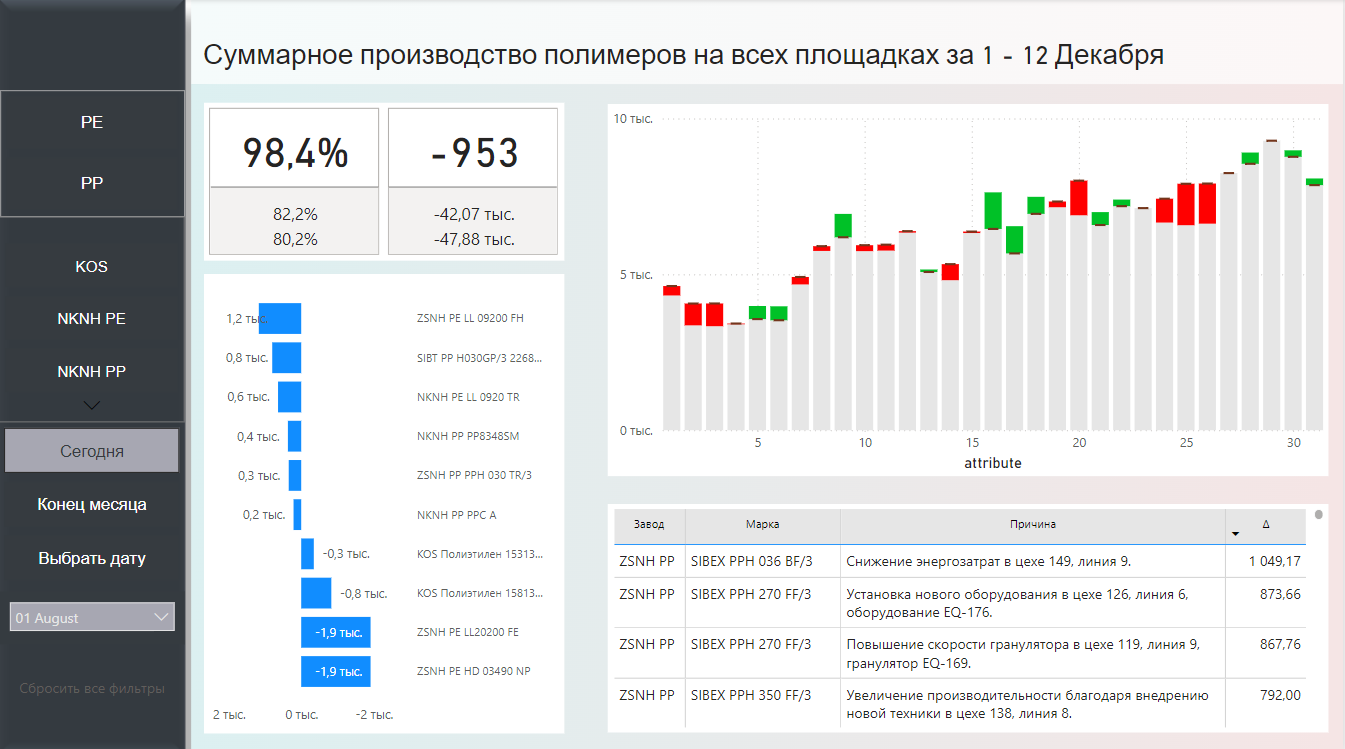 Суммарное производство полимеров на всех площадках за 1 - 12 Декабря
PE
PP
KOS
NKNH PE
NKNH PP
Сегодня
Конец месяца
Выбрать дату
01 August
Сбросить все фильтры
98,4%
82,2%
80,2%
-953
-42,07 тыс.
-47,88 тыс.
1,2 тыс. ZSNH PE LL 09200 FH
0,8 тыс. SIBT PP H030GP/3 2268...
0,6 тыс. NKNH PE LL 0920 TR
0,4 тыс. NKNH PP PP8348SM
0,3 тыс. ZSNH PP PPH 030 TR/3
0,2 тыс. NKNH PP PPC A
-0,3 тыс. KOS Полиэтилен 15313...
-0,8 тыс. KOS Полиэтилен 15813...
-1,9 тыс. ZSNH PE LL20200 FE
-1,9 тыс. ZSNH PE HD 03490 NP
2 тыс. 0 тыс. -2 тыс.
10 тыс.
5 тыс.
0 тыс.
5 10 15 20 25 30
attribute
Завод Марка Причина Δ
ZSNH PP SIBEX PPH 036 BF/3 Снижение энергозатрат в цехе 149, линия 9. 1 049,17
ZSNH PP SIBEX PPH 270 FF/3 Установка нового оборудования в цехе 126, линия 6, 873,66
оборудование EQ-176.
ZSNH PP SIBEX PPH 270 FF/3 Повышение скорости гранулятора в цехе 119, линия 9, 867,76
гранулятор EQ-169.
ZSNH PP SIBEX PPH 350 FF/3 Увеличение производительности благодаря внедрению 792,00
новой техники в цехе 138, линия 8.